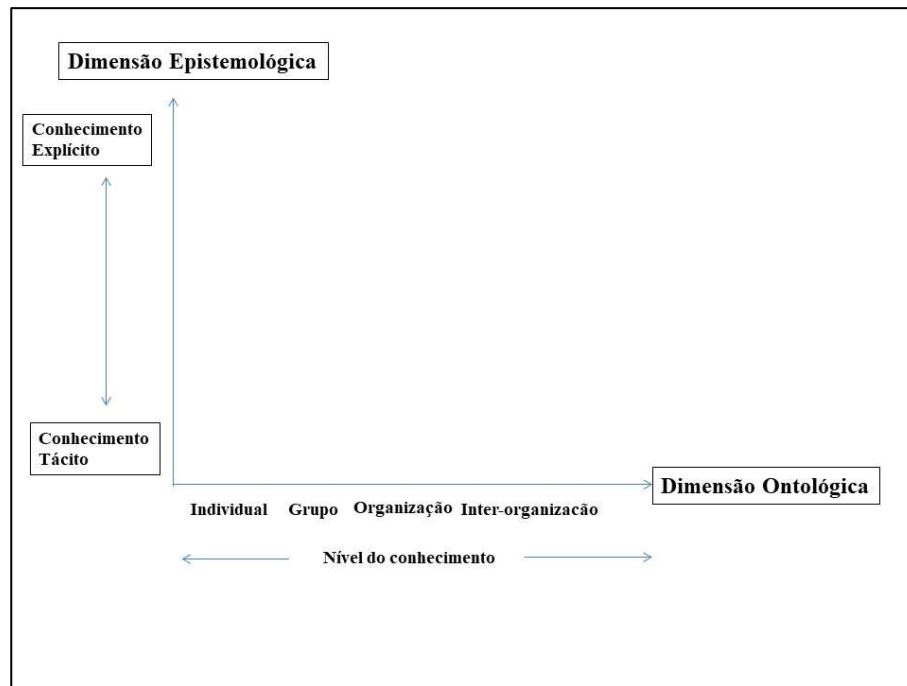 Dimensão Epistemológica
Conhecimento
Explícito
Conhecimento
Tácito
Dimensão Ontológica
Individual Grupo Organização Inter-organizacão
Nível do conhecimento